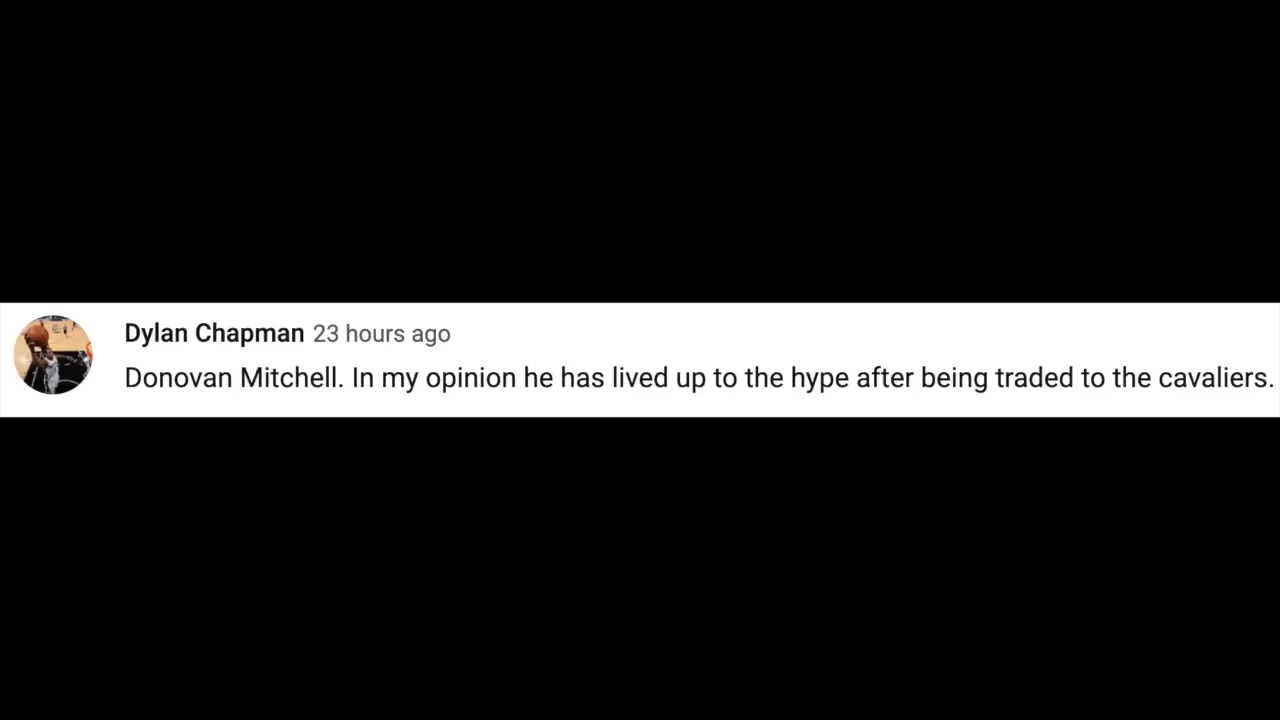 Dylan Chapman 23 hours ago
Donovan Mitchell. In my opinion he has lived up to the hype after being traded to the cavaliers.